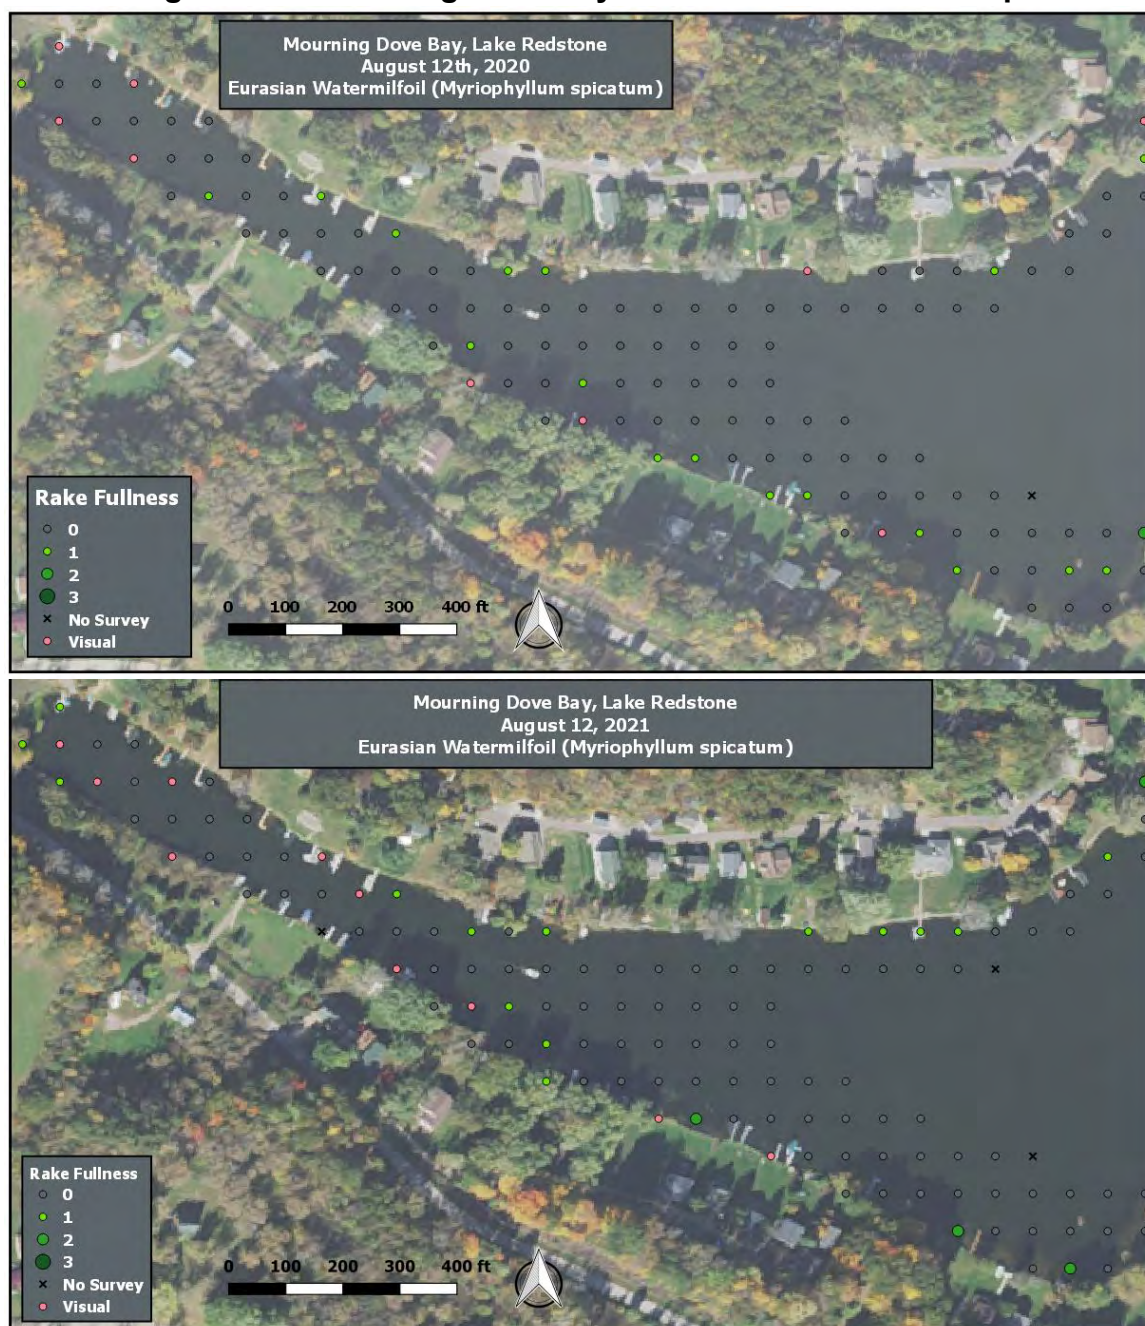 Mourning Dove Bay, Lake Redstone
August 12th, 2020
Eurasian Watermilfoil (Myriophyllum spicatum)
Rake Fullness
0
1
2
3
No Survey
Visual
0 100 200 300 400 ft
Mourning Dove Bay, Lake Redstone
August 12, 2021
Eurasian Watermilfoil (Myriophyllum spicatum)
Rake Fullness
0
1
2
3
No Survey
Visual
0 100 200 300 400 ft